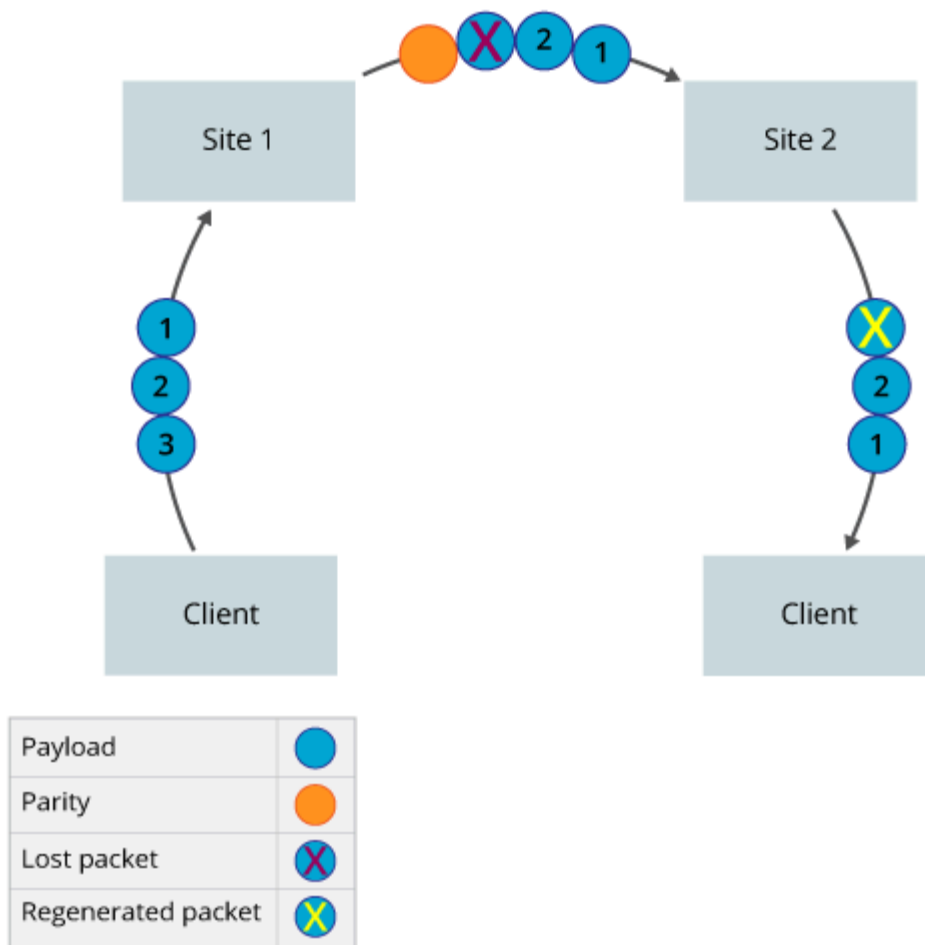 X 2 1
Site 1
Site 2
1
2
3
X
2
1
Client
Client
Payload
Parity
Lost packet X
Regenerated packet X